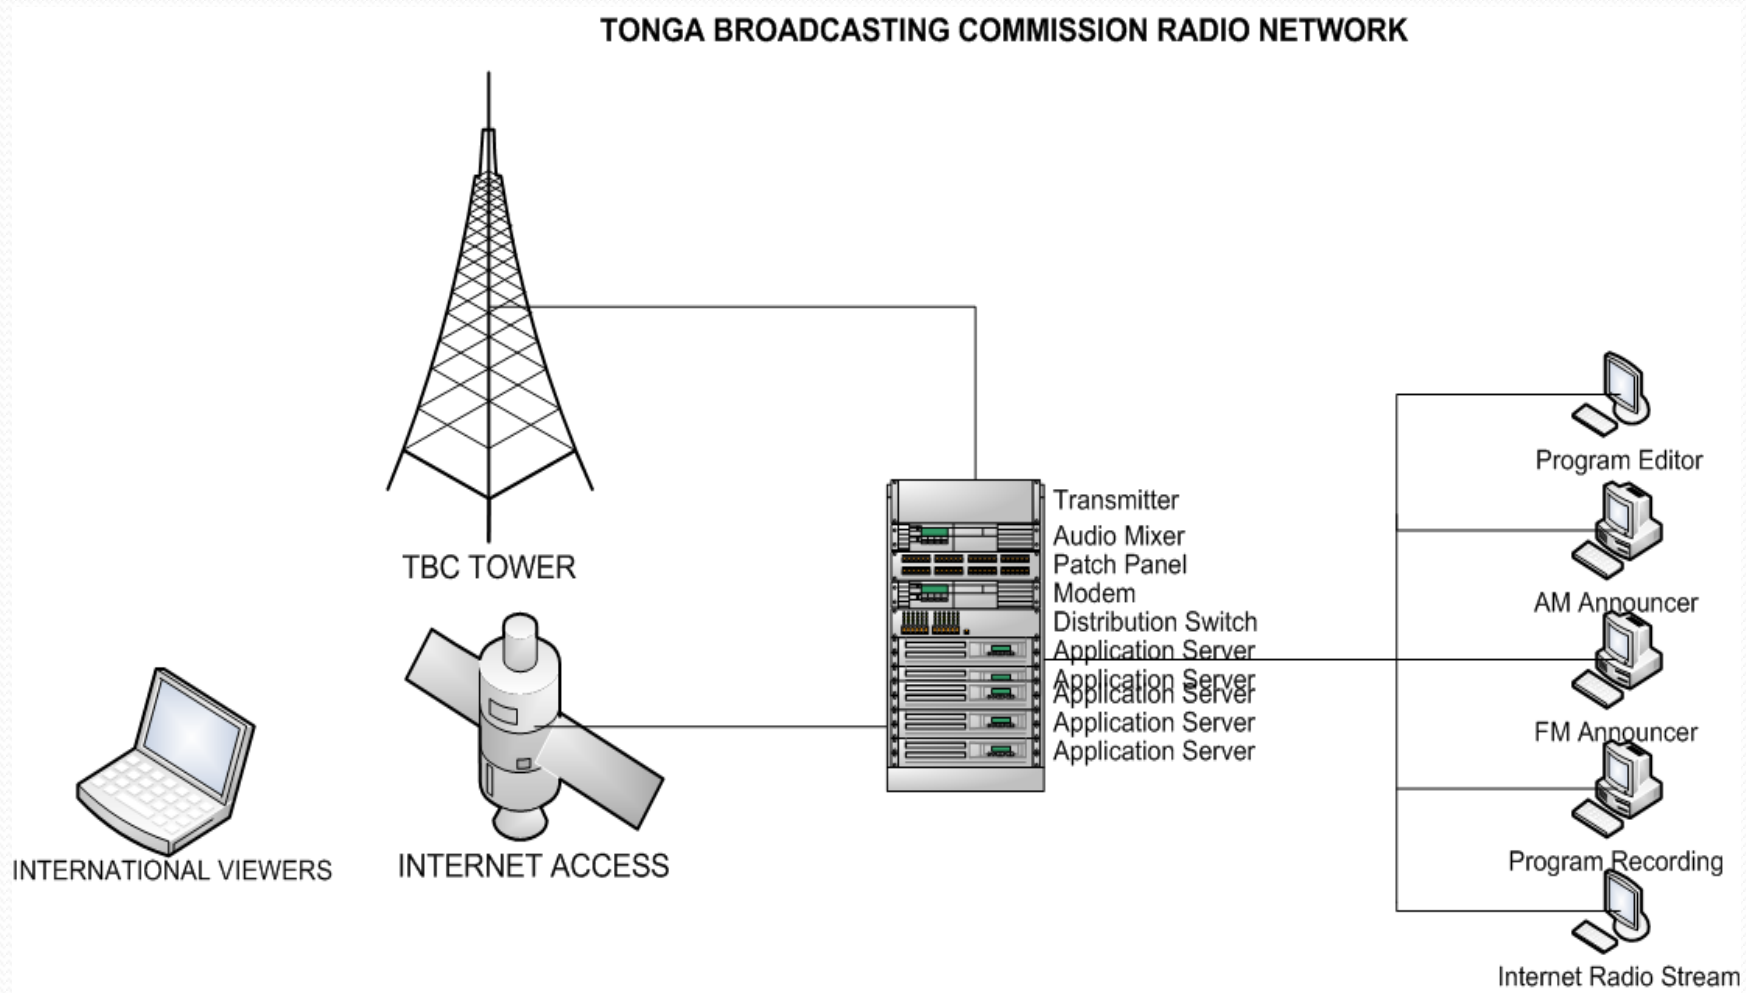 TONGA BROADCASTING COMMISSION RADIO NETWORK
TBC TOWER
INTERNATIONAL VIEWERS
INTERNET ACCESS
Transmitter
Audio Mixer
Patch Panel
Modem
Distribution Switch
Application Server
Application Server
Application Server
Application Server
Application Server
Program Editor
AM Announcer
FM Announcer
Program Recording
Internet Radio Stream